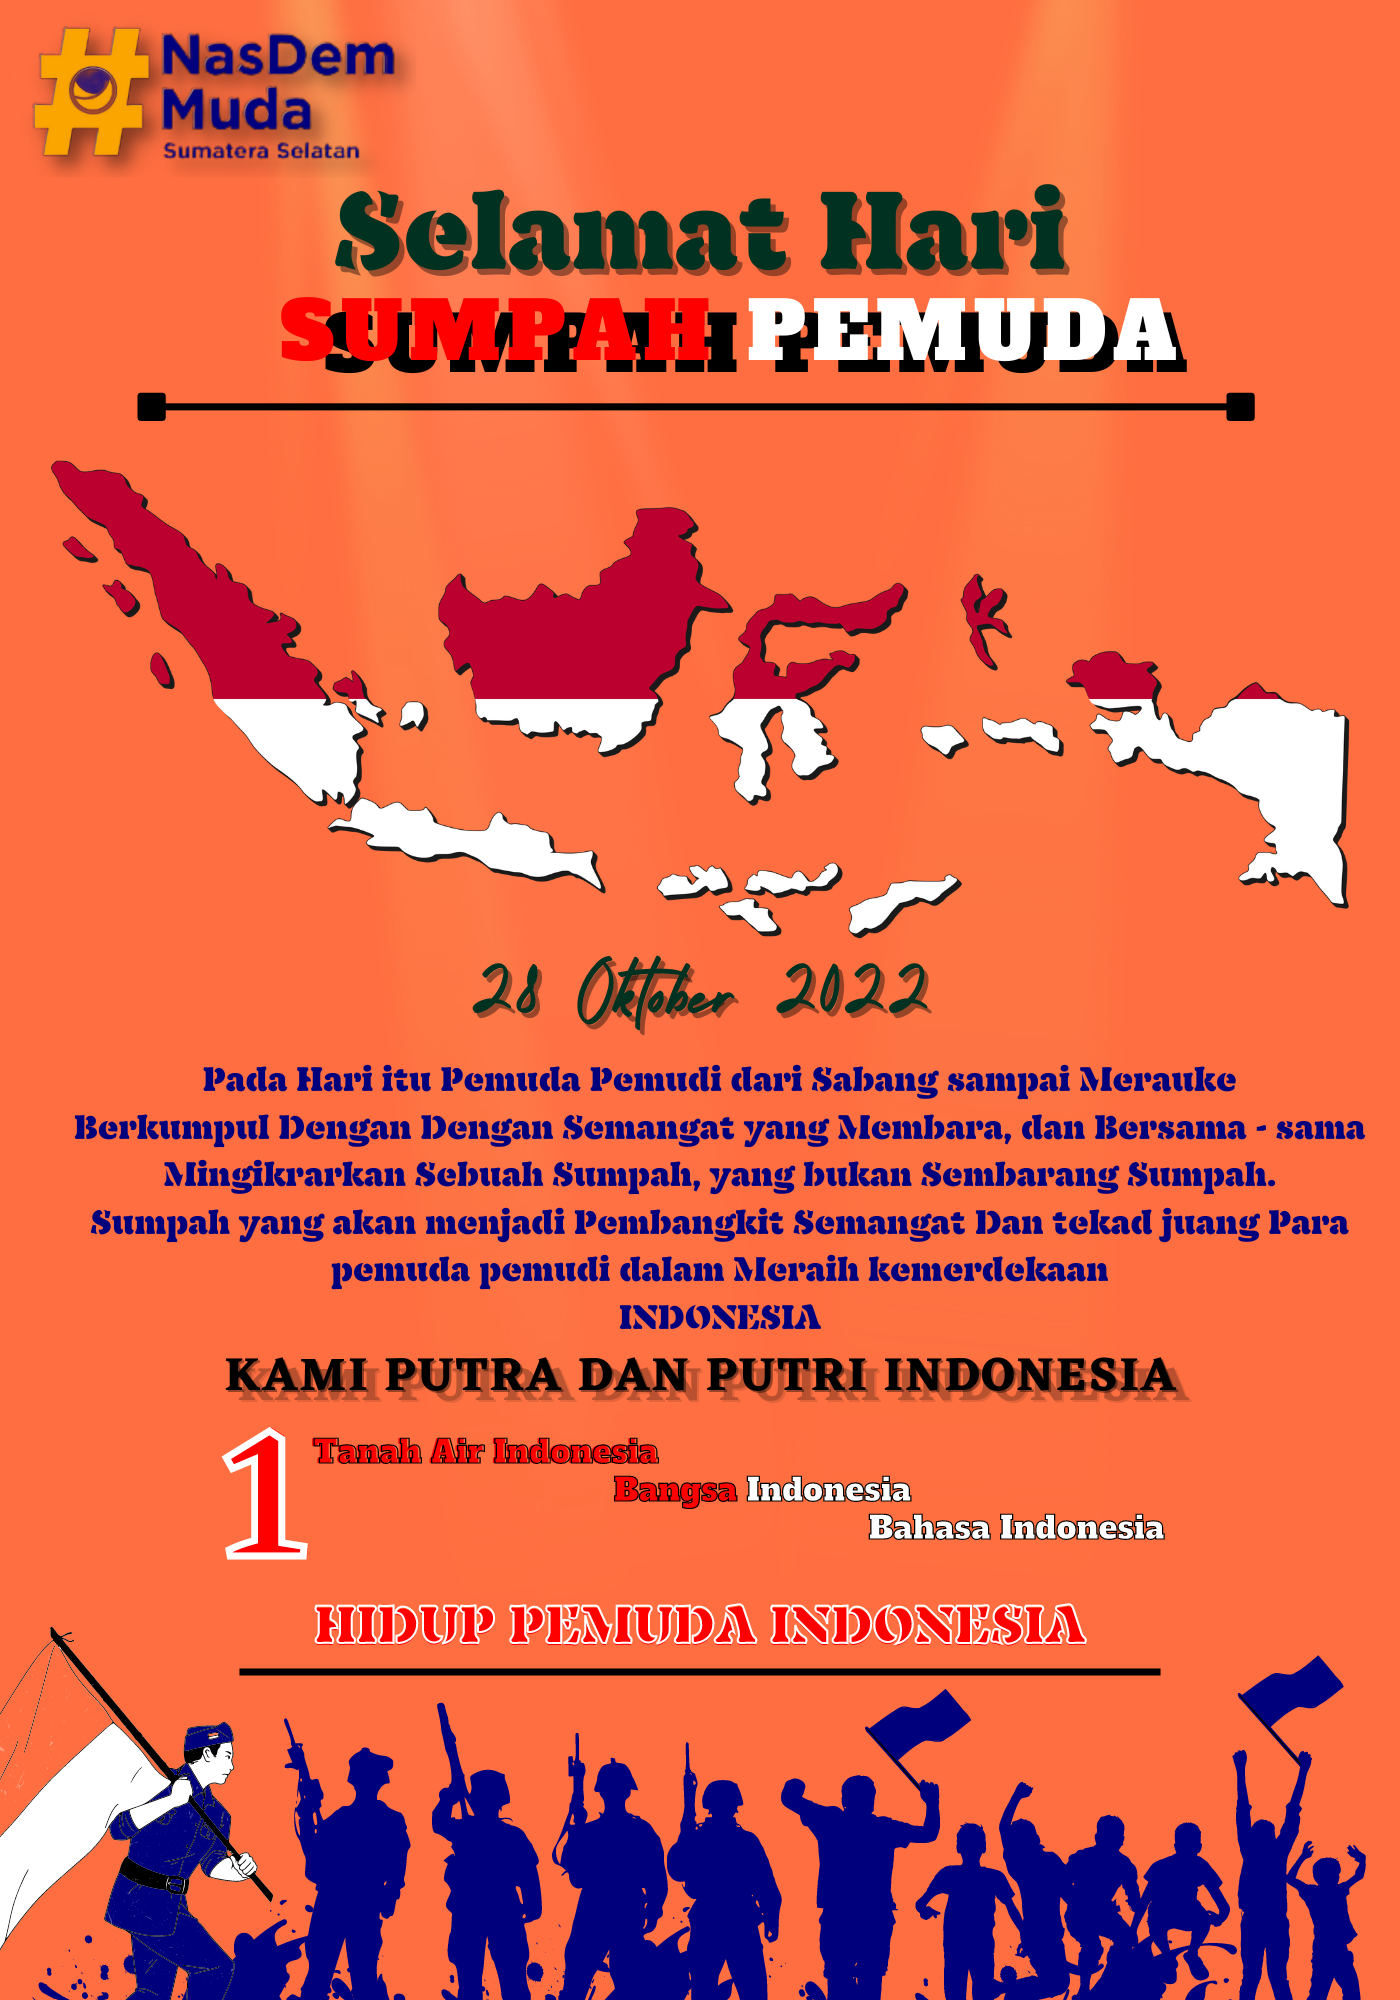 NasDem
Muda
Sumatera Selatan
Selamat Hari
SUMPAH PEMUDA
28 Oktober 2022
Pada Hari itu Pemuda Pemudi dari Sabang sampai Merauke
Berkumpul Dengan Dengan Semangat yang Membara, dan Bersama - sama
Mingikrarkan Sebuah Sumpah, yang bukan Sembarang Sumpah.
Sumpah yang akan menjadi Pembangkit Semangat Dan tekad juang Para
pemuda pemudi dalam Meraih kemerdekaan
INDONESIA
KAMI PUTRA DAN PUTRI INDONESIA
1 Tanah Air Indonesia
Bangsa Indonesia
Bahasa Indonesia
HIDUP PEMUDA INDONESIA